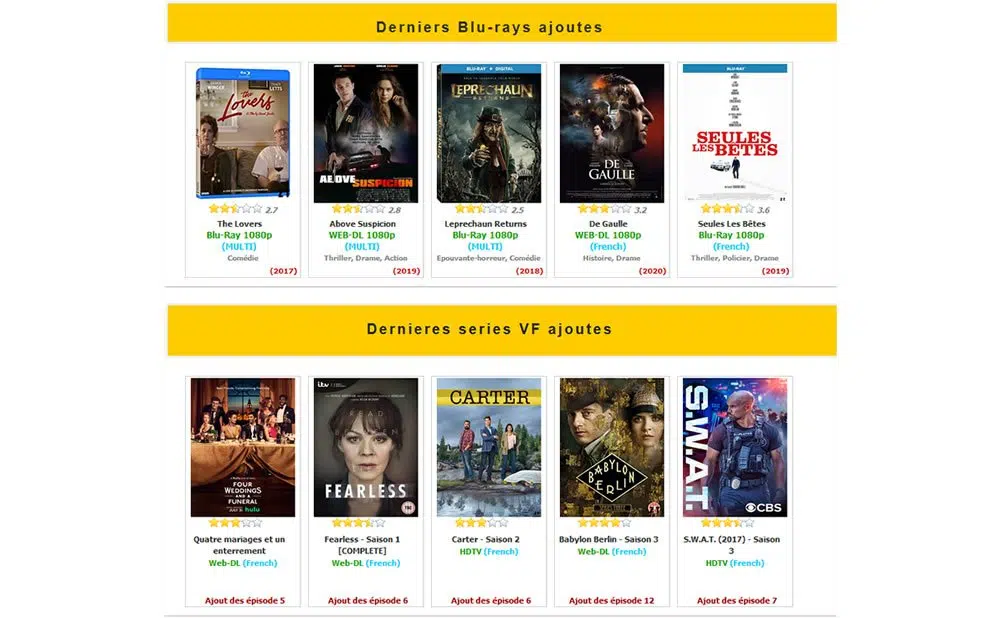 Derniers Blu-rays ajoutes
WINGER
LETTS
the
Lovers
ABOVE
SUSPICION
BLU-RAY + DIGITAL
LEPRECHAUN
RETURNS
DE
GAULLE
BLU-RAY
SEULES
LES BÊTES
2.7
2.8
2.5
3.2
3.6
The Lovers
Blu-Ray 1080p
(MULTI)
Comédie
(2017)
Above Suspicion
WEB-DL 1080p
(MULTI)
Thriller, Drame, Action
(2019)
Leprechaun Returns
Blu-Ray 1080p
(MULTI)
Epouvante-horreur, Comédie
(2018)
De Gaulle
WEB-DL 1080p
(French)
Histoire, Drame
(2020)
Seules Les Bêtes
Blu-Ray 1080p
(French)
Thriller, Policier, Drame
(2019)
Dernieres series VF ajoutes
FOUR
WEDDINGS
AND A
FUNERAL
JULY 31 hulu
itv
READ
FEARLESS
CARTER
BABYLON
BERLIN
S.W.A.T.
CBS
Quatre mariages et un
enterrement
Web-DL (French)
Ajout des épisode 5
Fearless - Saison 1
[COMPLETE]
Web-DL (French)
Ajout des épisode 6
Carter - Saison 2
HDTV (French)
Ajout des épisode 6
Babylon Berlin - Saison 3
Web-DL (French)
Ajout des épisode 12
S.W.A.T. (2017) - Saison
3
HDTV (French)
Ajout des épisode 7